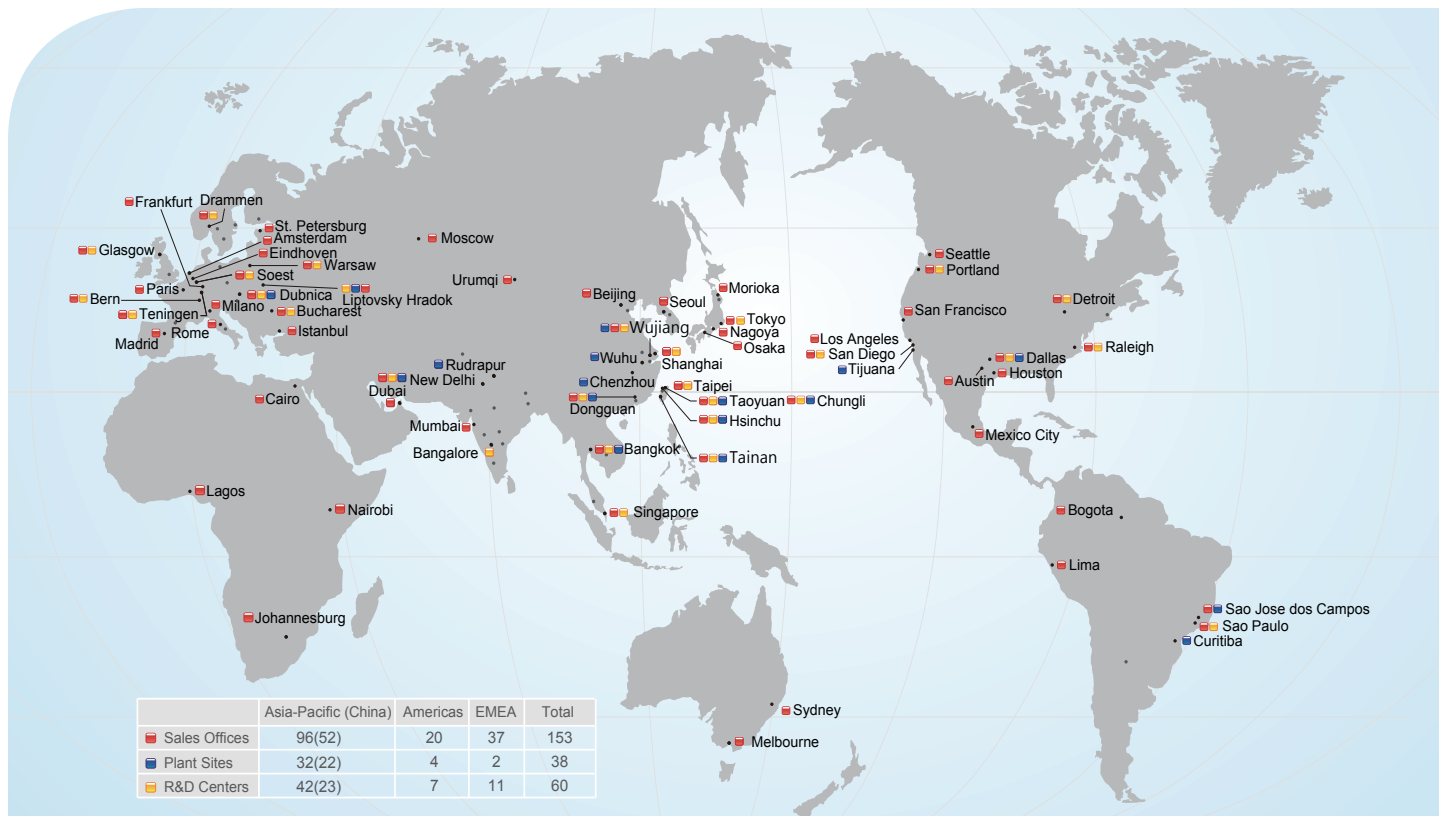 Frankfurt
Drammen
St. Petersburg
Amsterdam
Eindhoven
Glasgow
Warsaw
Soest
Moscow
Urumqi
Paris
Bern
Milano
Dubnica
Liptovsky Hradok
Teningen
Bucharest
Rome
Madrid
Istanbul
Beijing
Seoul
Morioka
Tokyo
Nagoya
Osaka
Wujiang
Shanghai
Wuhu
Rudrapur
Chenzhou
New Delhi
Dubai
Dongguan
Taipei
Taoyuan
Chungli
Hsinchu
Cairo
Mumbai
Bangalore
Bangkok
Tainan
Lagos
Nairobi
Singapore
Johannesburg
Sydney
Melbourne
Seattle
Portland
San Francisco
Detroit
Los Angeles
San Diego
Tijuana
Raleigh
Dallas
Houston
Austin
Mexico City
Bogota
Lima
Sao Jose dos Campos
Sao Paulo
Curitiba
Asia-Pacific (China) Americas EMEA Total
Sales Offices 96(52) 20 37 153
Plant Sites 32(22) 4 2 38
R&D Centers 42(23) 7 11 60